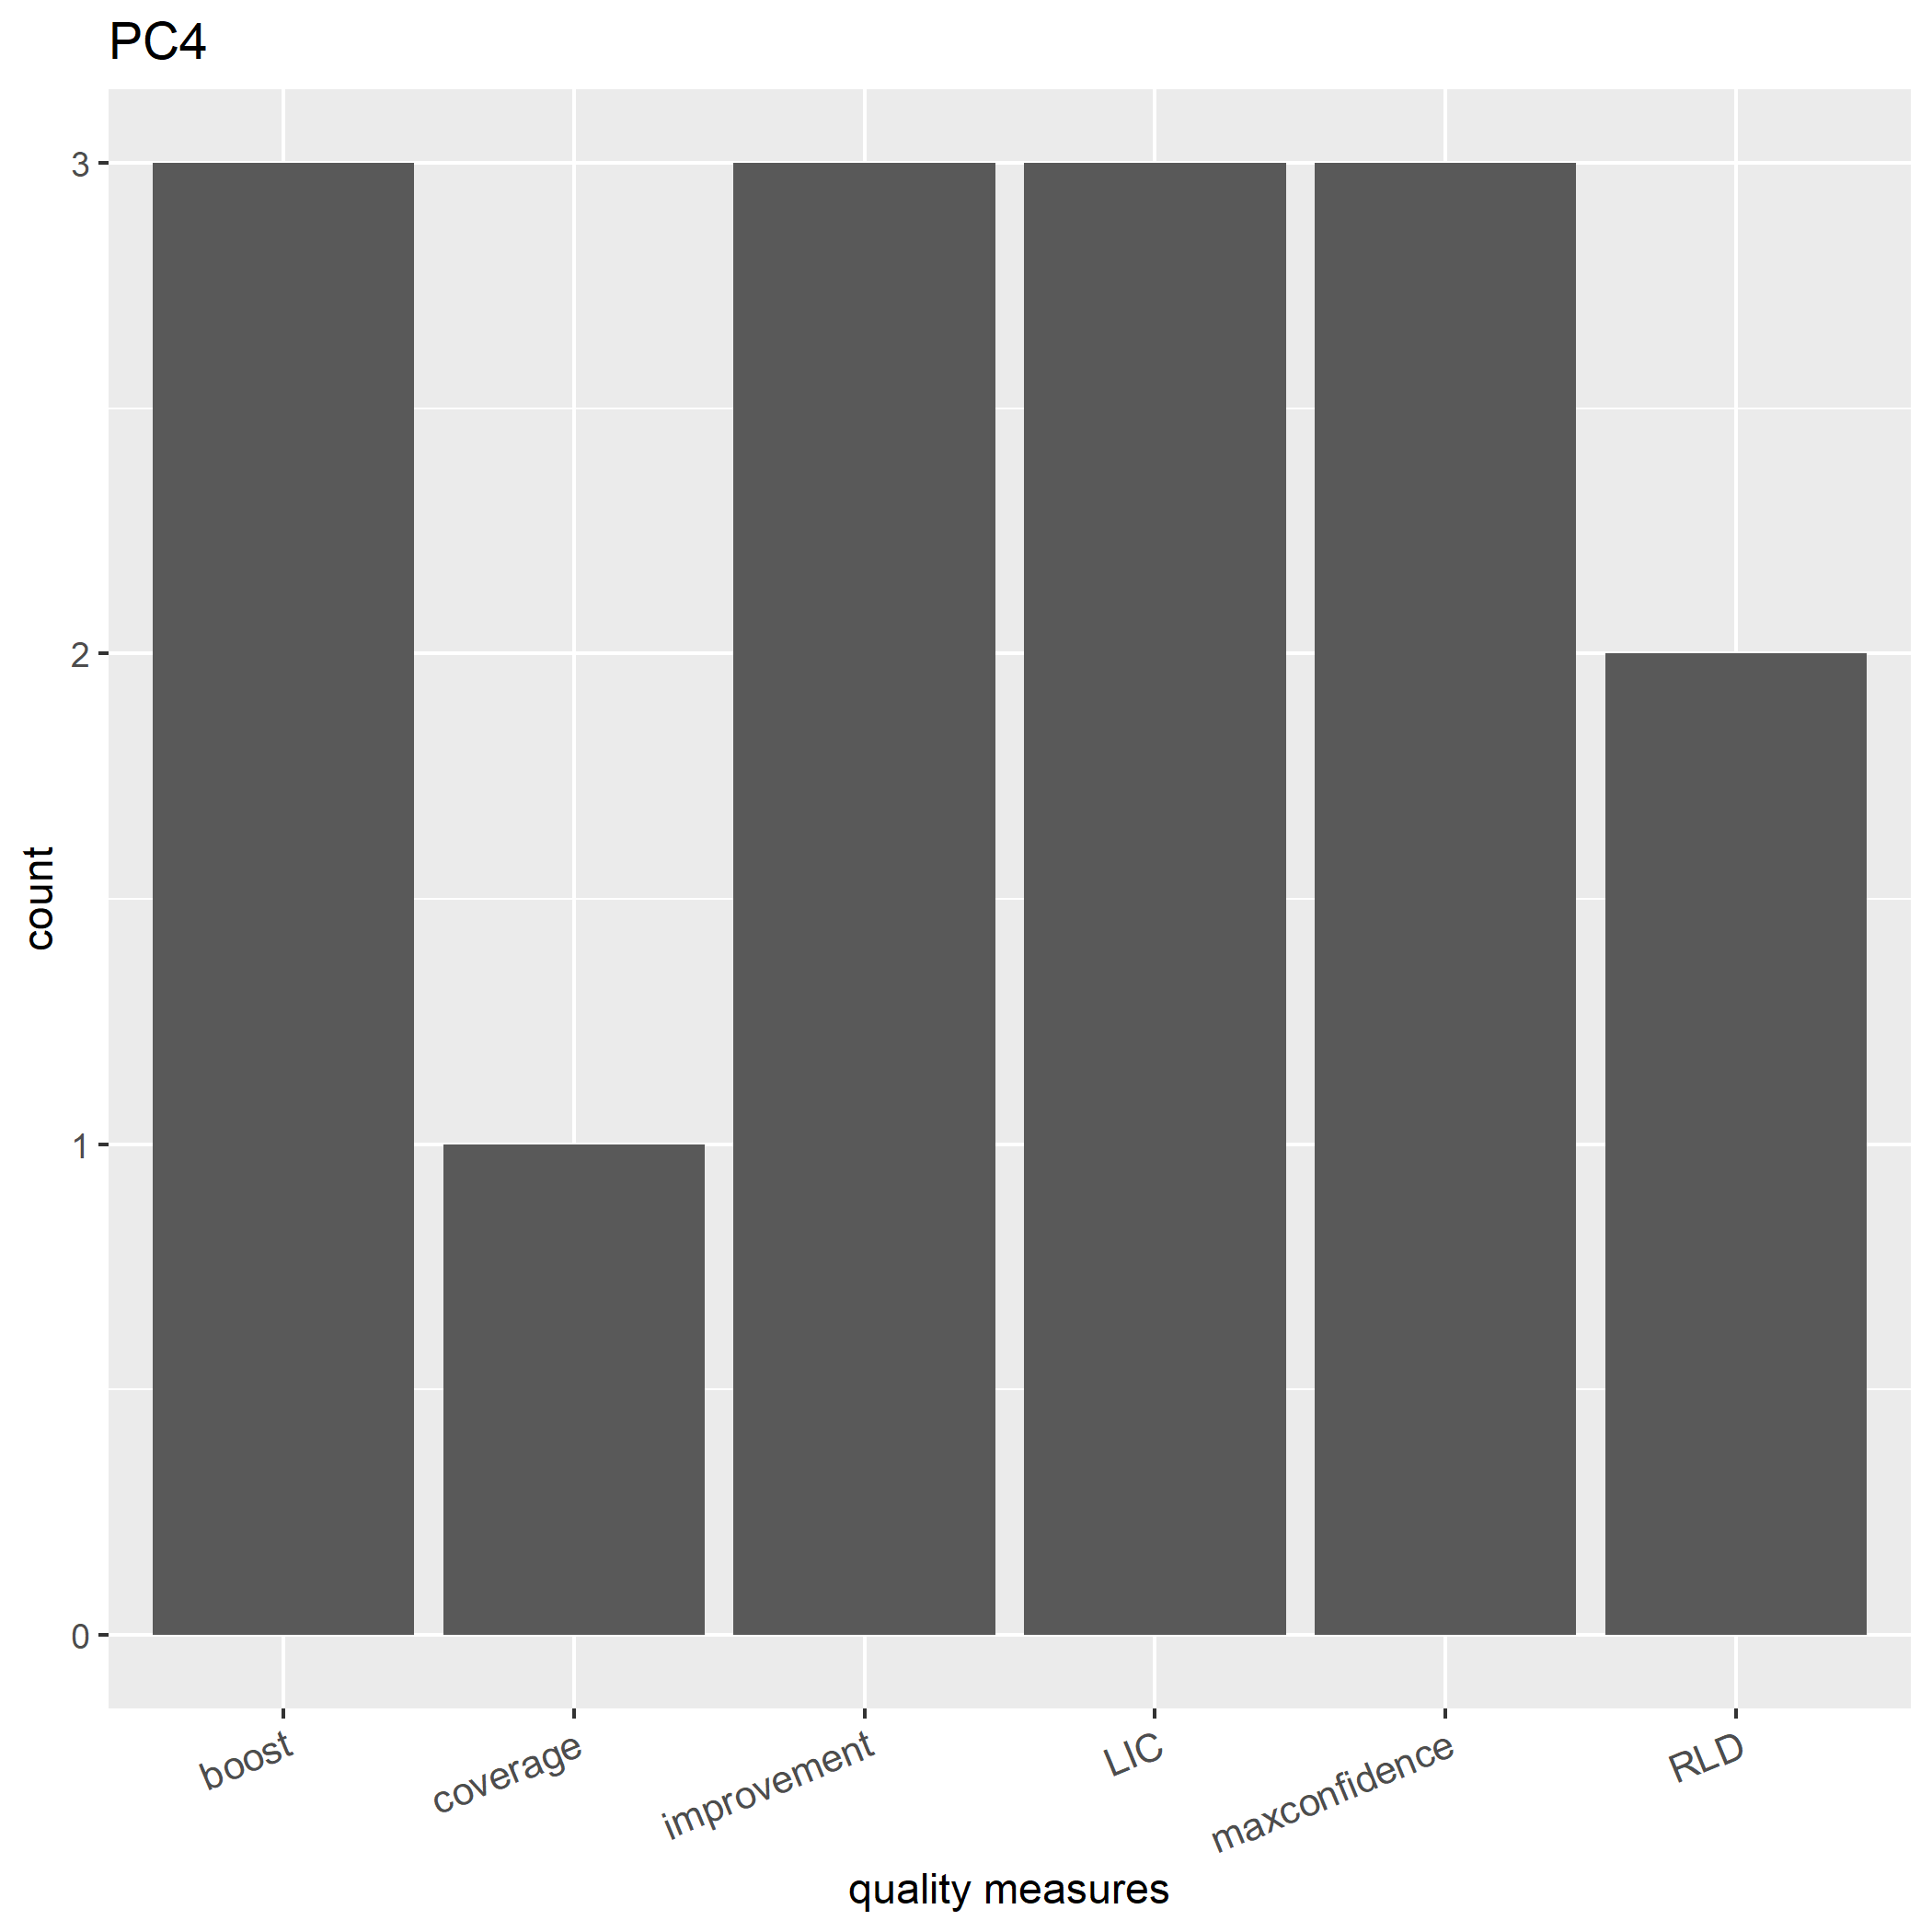 PC4
count
3
2
1
0
boost
coverage
improvement
LIC
maxconfidence
RLD
quality measures